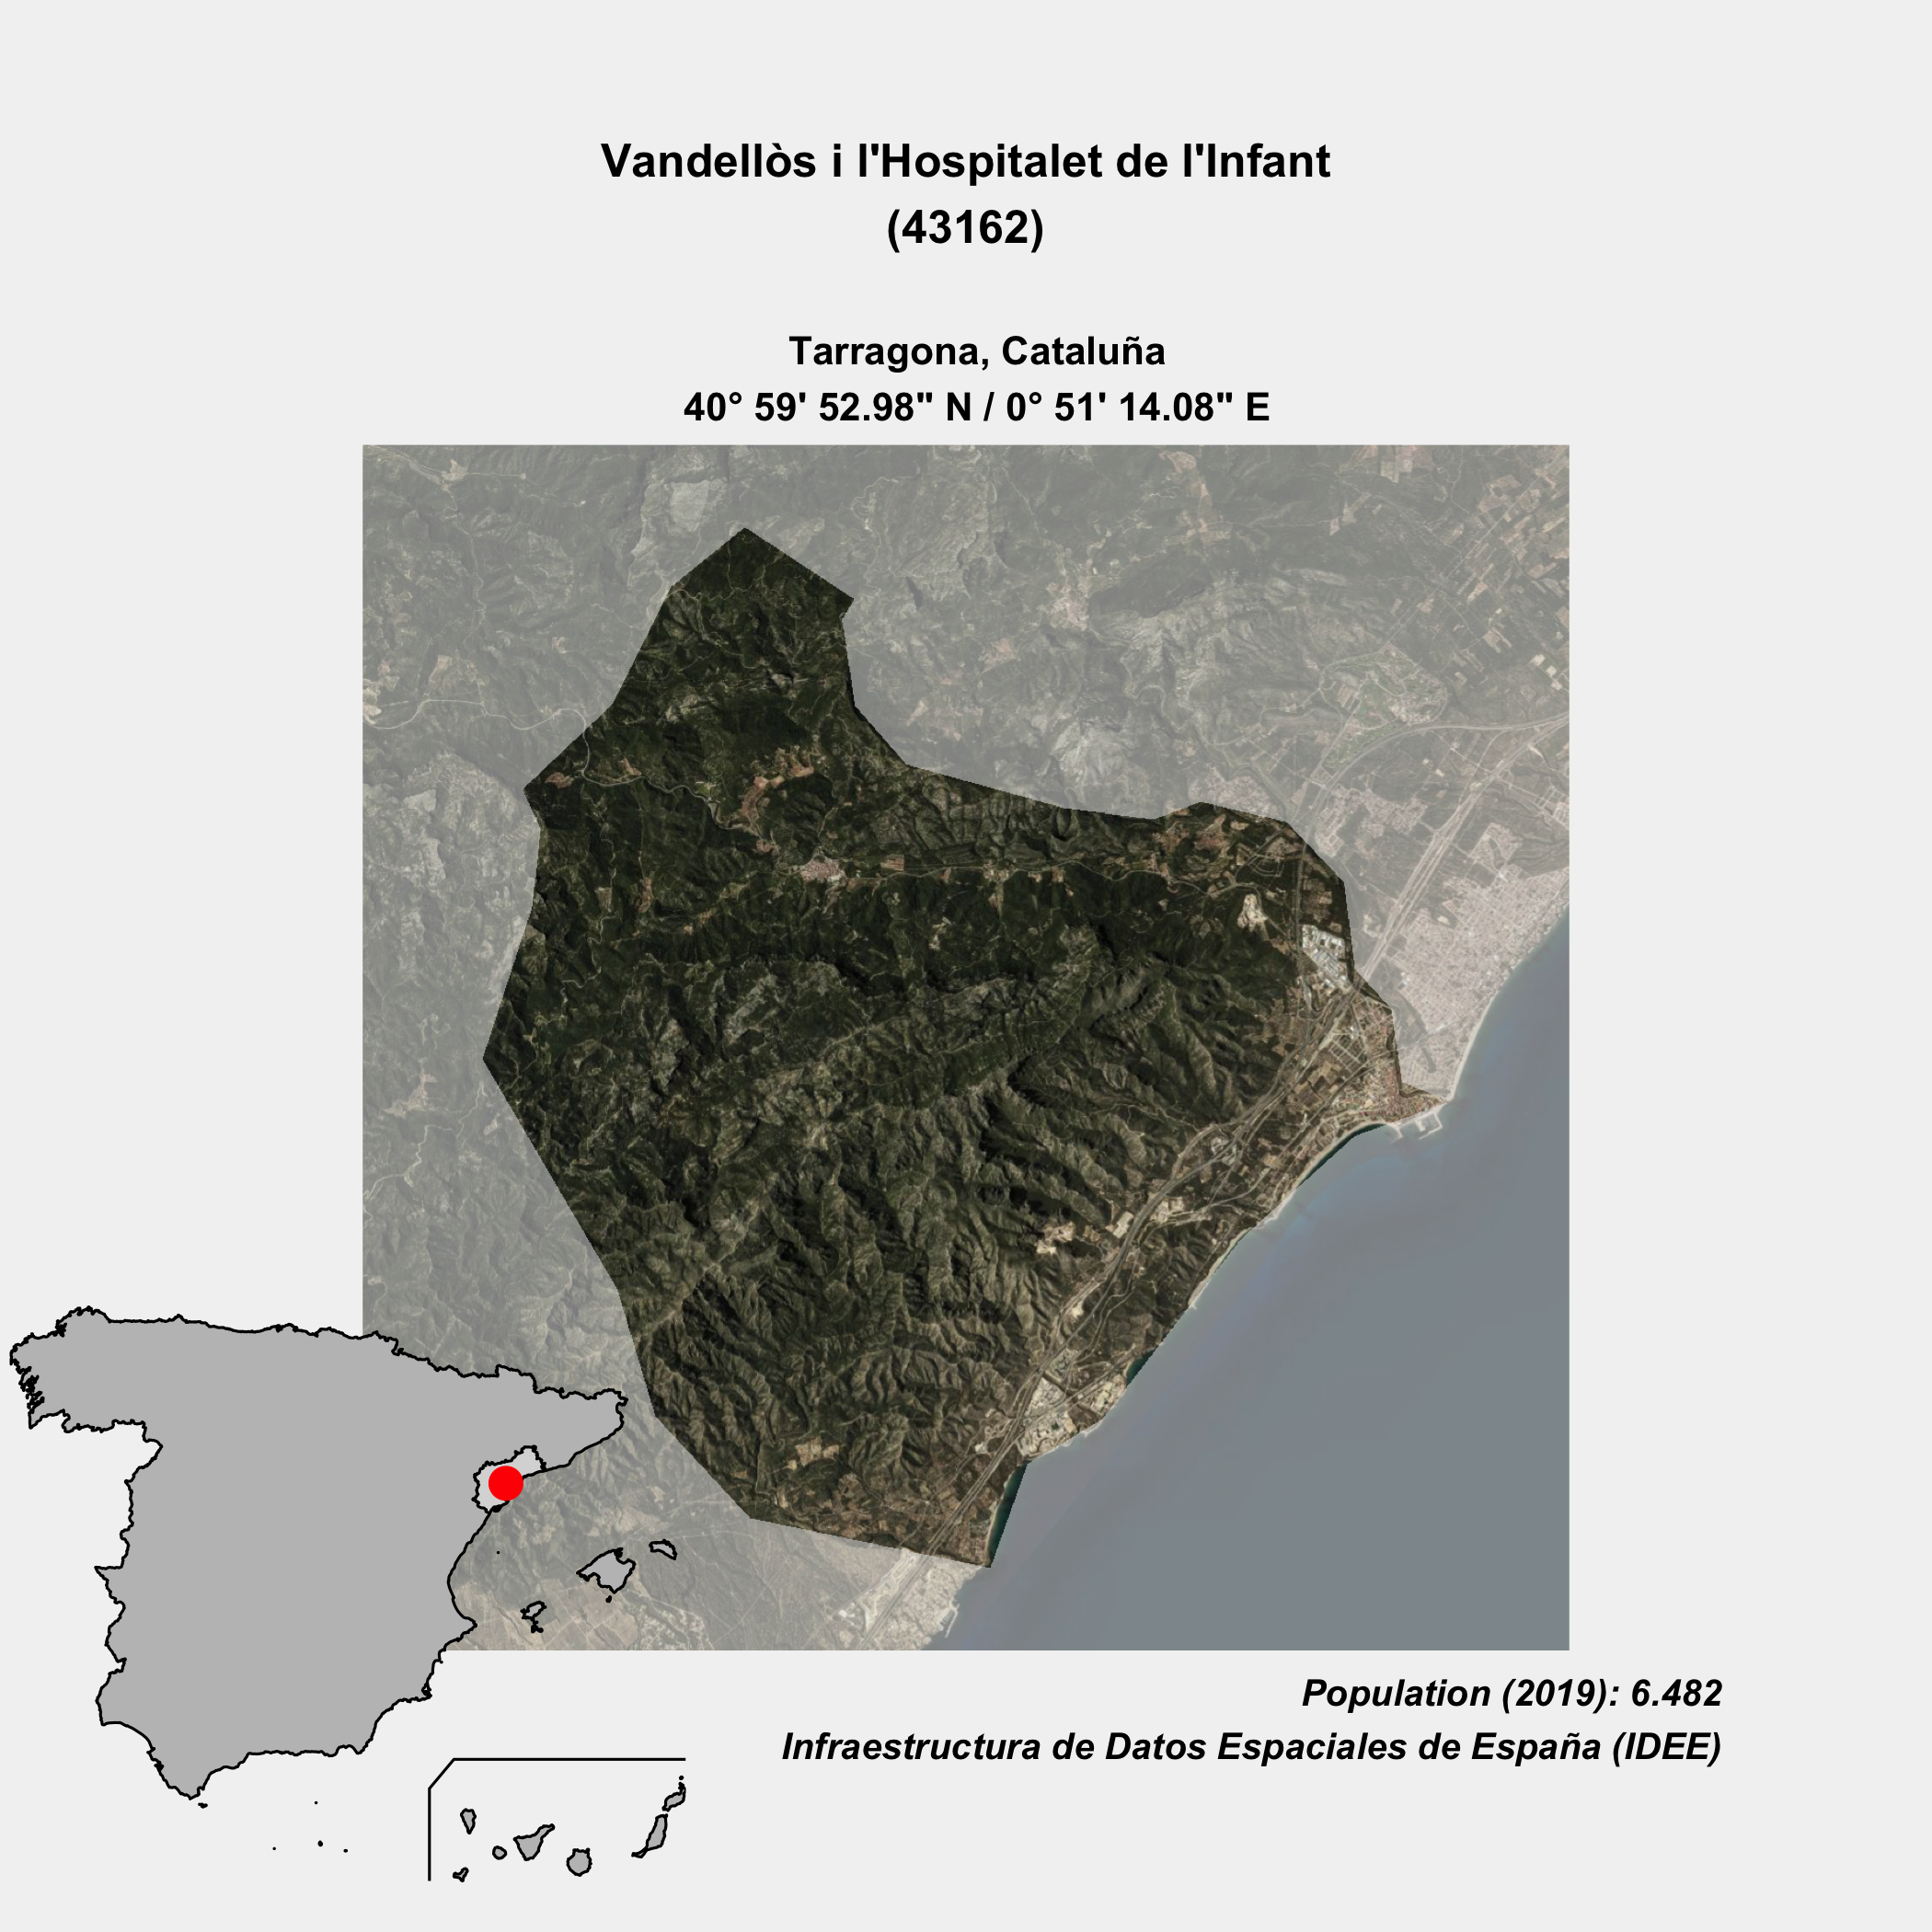 Vandellòs i l'Hospitalet de l'Infant
(43162)
Tarragona, Cataluña
40° 59' 52.98" N / 0° 51' 14.08" E
Population (2019): 6.482
Infraestructura de Datos Espaciales de España (IDEE)